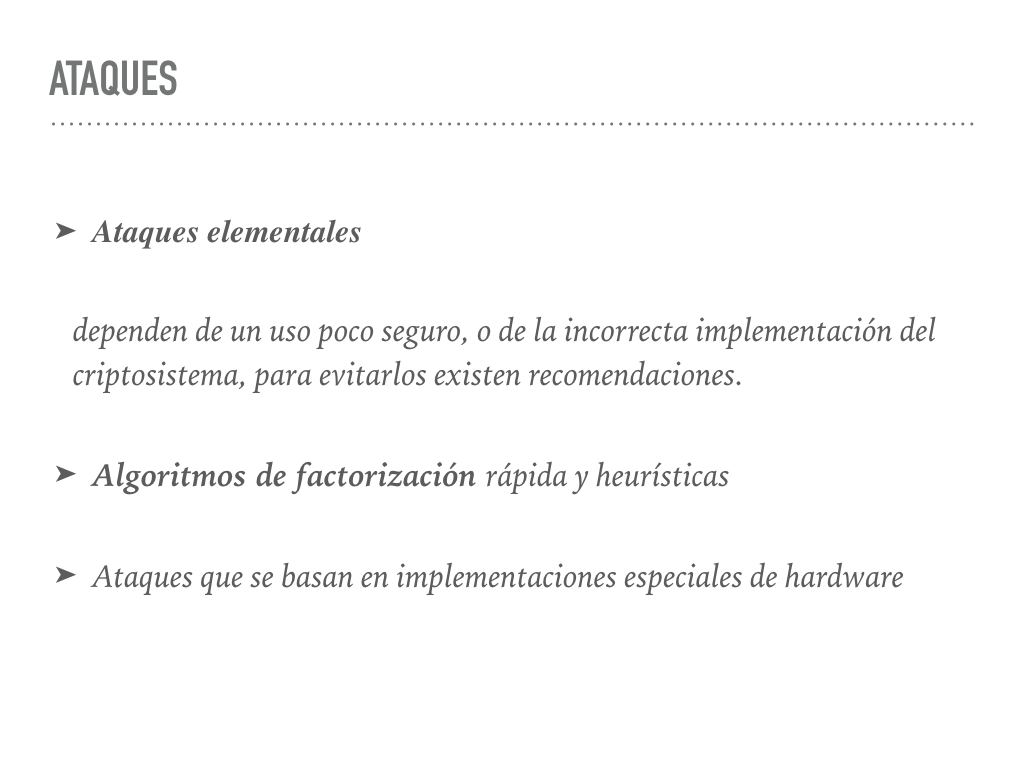 ATAQUES
➤ Ataques elementales
dependen de un uso poco seguro, o de la incorrecta implementación del
criptosistema, para evitarlos existen recomendaciones.
➤ Algoritmos de factorización rápida y heurísticas
➤ Ataques que se basan en implementaciones especiales de hardware